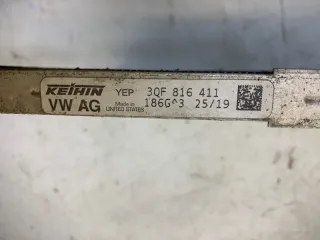 KEIHIN YEP 3QF 816 411
VW AG Made in UNITED STATES 186G^3 25/19